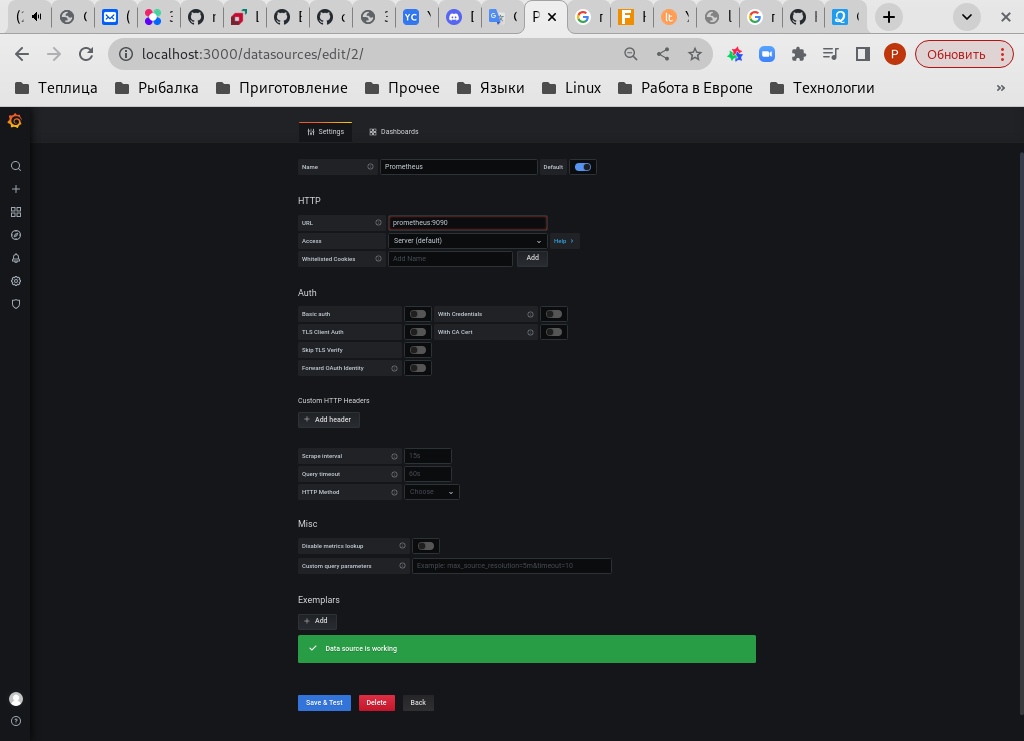 localhost:3000/datasources/edit/2/
Обновить
Теплица Рыбалка Приготовление Прочее Языки Linux Работа в Европе Технологии »
Settings Dashboards
Name Prometheus Default
HTTP
URL prometheus:9090
Access Server (default) Help ›
Whitelisted Cookies Add Name Add
Auth
Basic auth With Credentials
TLS Client Auth With CA Cert
Skip TLS Verify
Forward OAuth Identity
Custom HTTP Headers
+ Add header
Scrape interval 15s
Query timeout 60s
HTTP Method Choose
Misc
Disable metrics lookup
Custom query parameters Example: max_source_resolution=5m&timeout=10
Exemplars
+ Add
Data source is working
Save & Test Delete Back